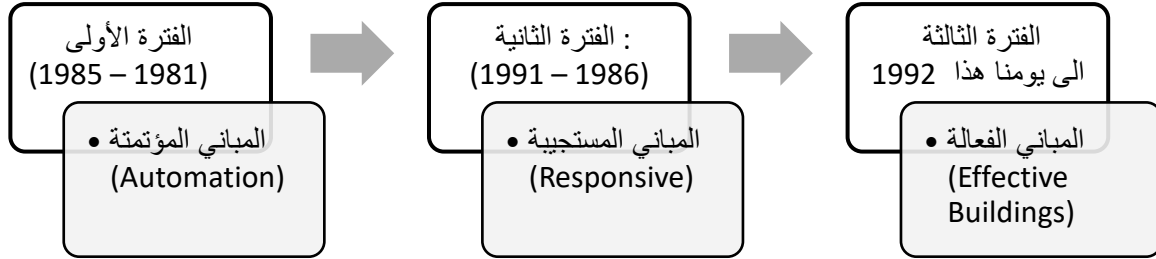 الفترة الأولى
(1985 – 1981)
• المباني المؤتمتة
(Automation)
الفترة الثانية :
(1991 – 1986)
• المباني المستجيبة
(Responsive)
الفترة الثالثة
1992 الى يومنا هذا
• المباني الفعالة
(Effective
Buildings)